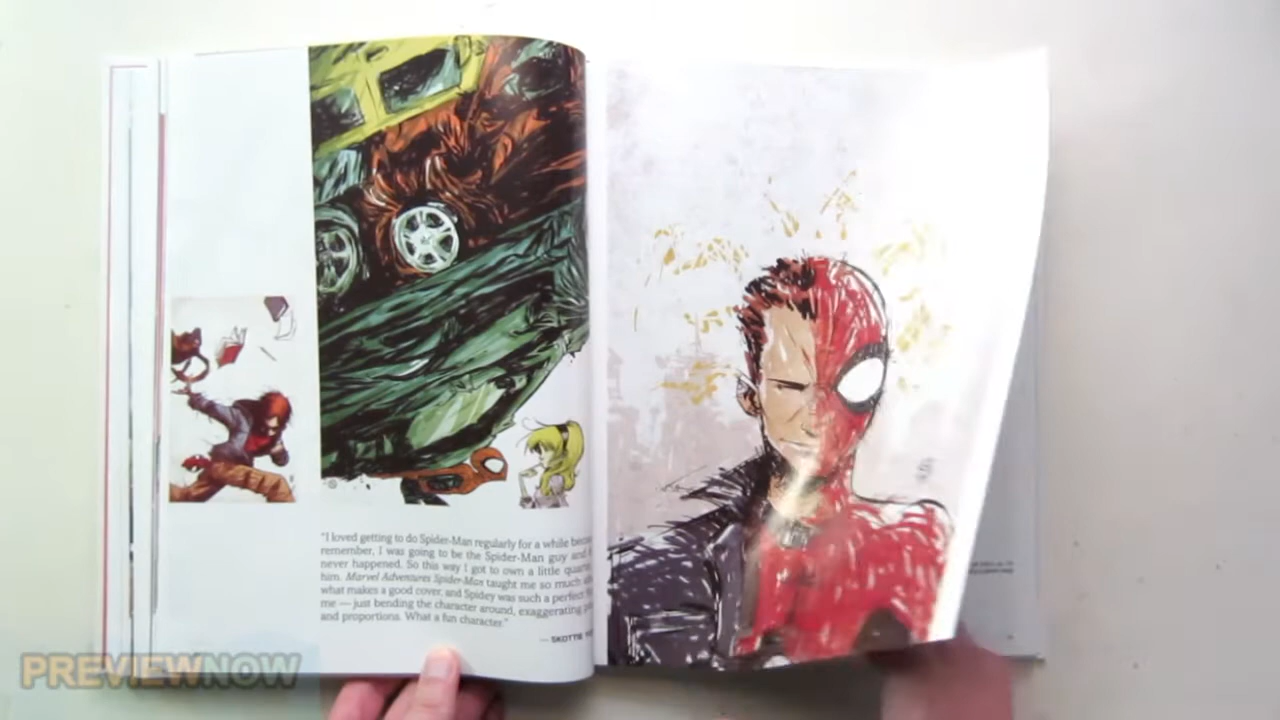 "I loved getting to do Spider-Man regularly for a while
remember, I was going to be the Spider-Man guy and
never happened. So this way I got to own a little
him. Marvel Adventures Spider-Man taught me so much
what makes a good cover, and Spidey was such a perfect
me — just bending the character around, exaggerating
and proportions. What a fun character."
— SKOTTIE
PREVIEWNOW